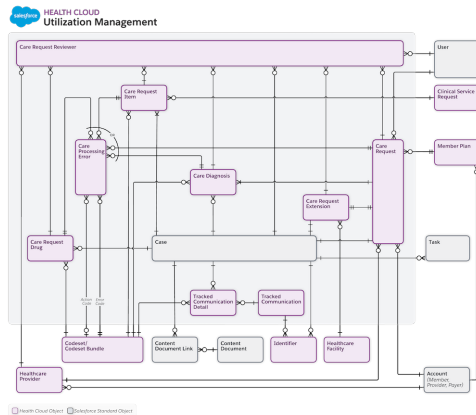 salesforce
HEALTH CLOUD
Utilization Management
Care Request Reviewer
User
Care Request
Item
Clinical Service
Request
Care
Processing
Error
Care
Request
Member Plan
Care Diagnosis
Care Request
Extension
Care Request
Drug
Case
Task
Tracked
Communication
Detail
Tracked
Communication
Codeset/
Codeset Bundle
Content
Document Link
Content
Document
Identifier
Healthcare
Facility
Healthcare
Provider
Account
(Member,
Provider, Payer)
Health Cloud Object
Salesforce Standard Object